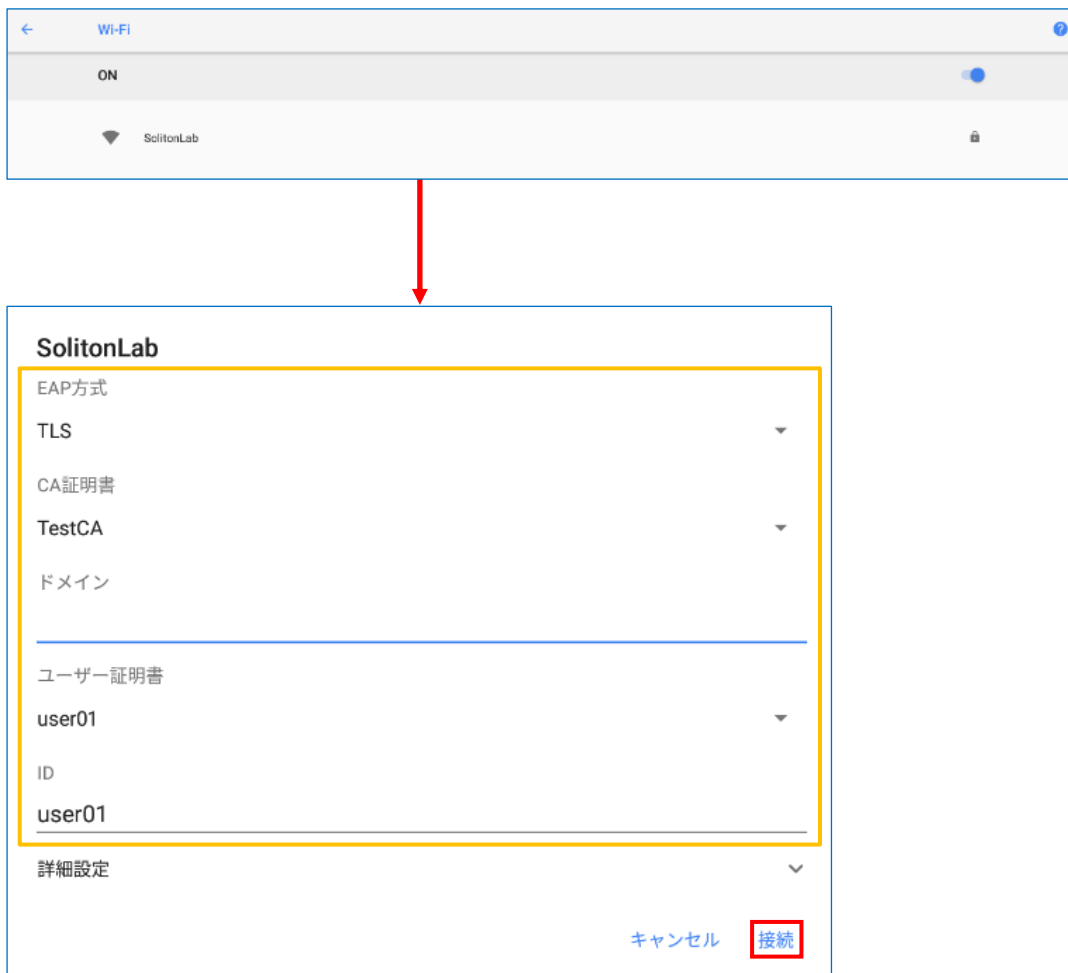 Wi-Fi
ON
SolitonLab
SolitonLab
EAP方式
TLS
CA証明書
TestCA
ドメイン
ユーザー証明書
user01
ID
user01
詳細設定
キャンセル 接続